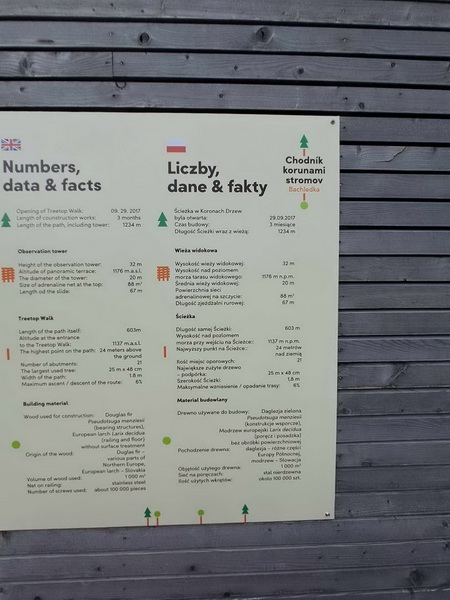 Numbers,
data & facts
Opening of Treetop Walk: 09. 29. 2017
Length of counstruction works: 3 months
Length of the path, including tower: 1234 m
Observation tower
Height of the observation tower: 32 m
Altitude of panoramic terrace: 1176 m.a.s.l.
The diameter of the tower: 20 m
Size of adrenaline net at the top: 88 m²
Length od the slide: 67 m
Treetop Walk
Length of the path itself: 603m
Altitude at the entrance
to the Treetop Walk: 1137 m.a.s.l.
The highest point on the path: 24 meters above
the ground
Number of abutments: 21
The largest used tree: 25 m x 48 cm
Width of the path: 1.8 m
Maximum ascent / descent of the route: 6%
Building material
Wood used for construction: Douglas fir
Pseudotsuga menziesii
(bearing structures),
European larch Larix decidua
(railing and floor)
without surface treatment
Origin of the wood: Duglas fir –
various parts of
Northern Europe,
European larch – Slovakia
Volume of wood used: 1 000 m³
Net on railing: stainless steel
Number of screws used: about 100 000 pieces
Liczby,
dane & fakty
Ścieżka w Koronach Drzew
była otwarta: 29.09.2017
Czas budowy: 3 miesiące
Długość Ścieżki wraz z wieżą: 1234 m
Wieża widokowa
Wysokość wieży widokowej: 32 m
Wysokość nad poziomem
morza tarasu widokowego: 1176 m n.p.m.
Średnia wieży widokowej: 20 m
Powierzchnia sieci
adrenalinowej na szczycie: 88 m²
Długość zjeżdżalni rurowej: 67 m
Ścieżka
Długość samej Ścieżki: 603 m
Wysokość nad poziomem
morza przy wejściu na Ścieżkę: 1137 m n.p.m.
Najwyższy punkt na Ścieżce: 24 metrów
nad ziemią
Ilość miejsc oporowych: 21
Największe zużyte drzewo
– podpórka: 25 m x 48 cm
Szerokość Ścieżki: 1,8 m
Maksymalne wzniesienie / opadanie trasy: 6%
Materiał budowlany
Drewno używane do budowy: Daglezja zielona
Pseudotsuga menziesii
(konstrukcje wsporcze),
Modrzew europejski Larix decidua
(poręcz i posadzka)
bez obróbki powierzchniowej
Pochodzenie drewna: daglezja – różne części
Europy Północnej,
modrzew – Słowacja
Objętość użytego drewna: 1 000 m³
Sieć na poręczach: stal nierdzewna
Ilość użytych wkrętów: około 100 000 szt.
Chodník
korunami
stromov
Bachledka